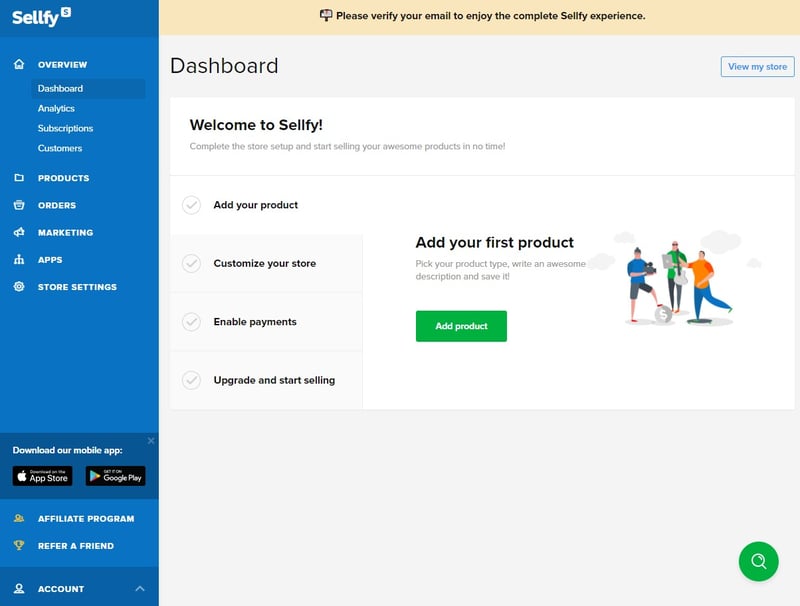 Sellfy S
Please verify your email to enjoy the complete Sellfy experience.
OVERVIEW
Dashboard
Analytics
Subscriptions
Customers
PRODUCTS
ORDERS
MARKETING
APPS
STORE SETTINGS
Download our mobile app:
Download on the
App Store
GET IT ON
Google Play
AFFILIATE PROGRAM
REFER A FRIEND
ACCOUNT
Dashboard
View my store
Welcome to Sellfy!
Complete the store setup and start selling your awesome products in no time!
Add your product
Customize your store
Enable payments
Upgrade and start selling
Add your first product
Pick your product type, write an awesome
description and save it!
Add product
$